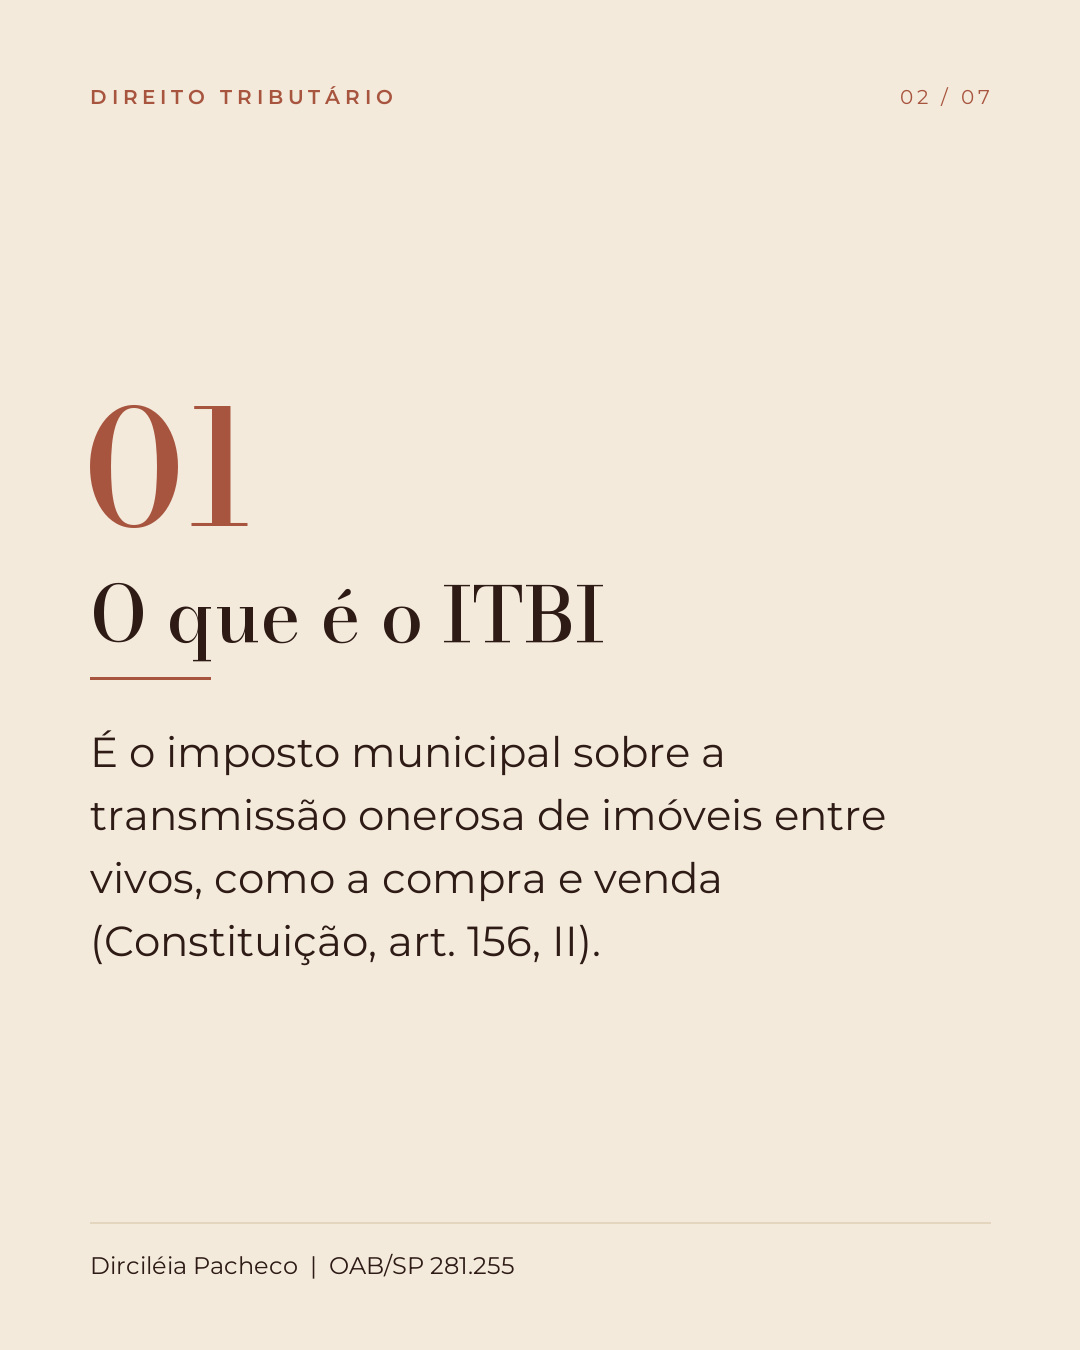 DIREITO TRIBUTÁRIO
02 / 07
01
O que é o ITBI
É o imposto municipal sobre a
transmissão onerosa de imóveis entre
vivos, como a compra e venda
(Constituição, art. 156, II).
Dirciléia Pacheco | OAB/SP 281.255